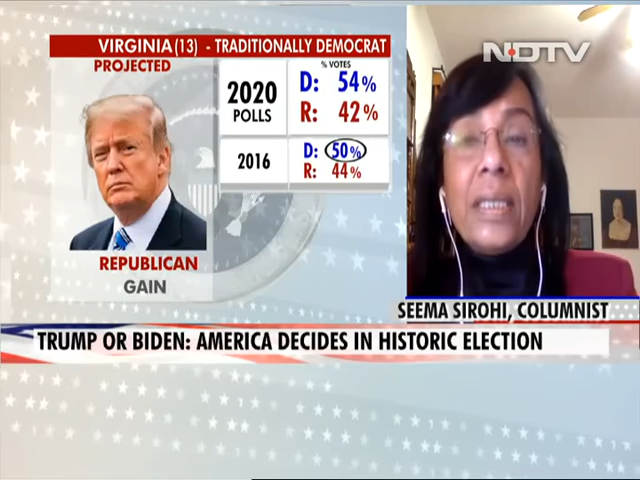 VIRGINIA (13) - TRADITIONALLY DEMOCRAT
PROJECTED
REPUBLICAN
GAIN
% VOTES
2020
POLLS
D: 54%
R: 42%
2016
D: 50%
R: 44%
NDTV
SEEMA SIROHI, COLUMNIST
TRUMP OR BIDEN: AMERICA DECIDES IN HISTORIC ELECTION